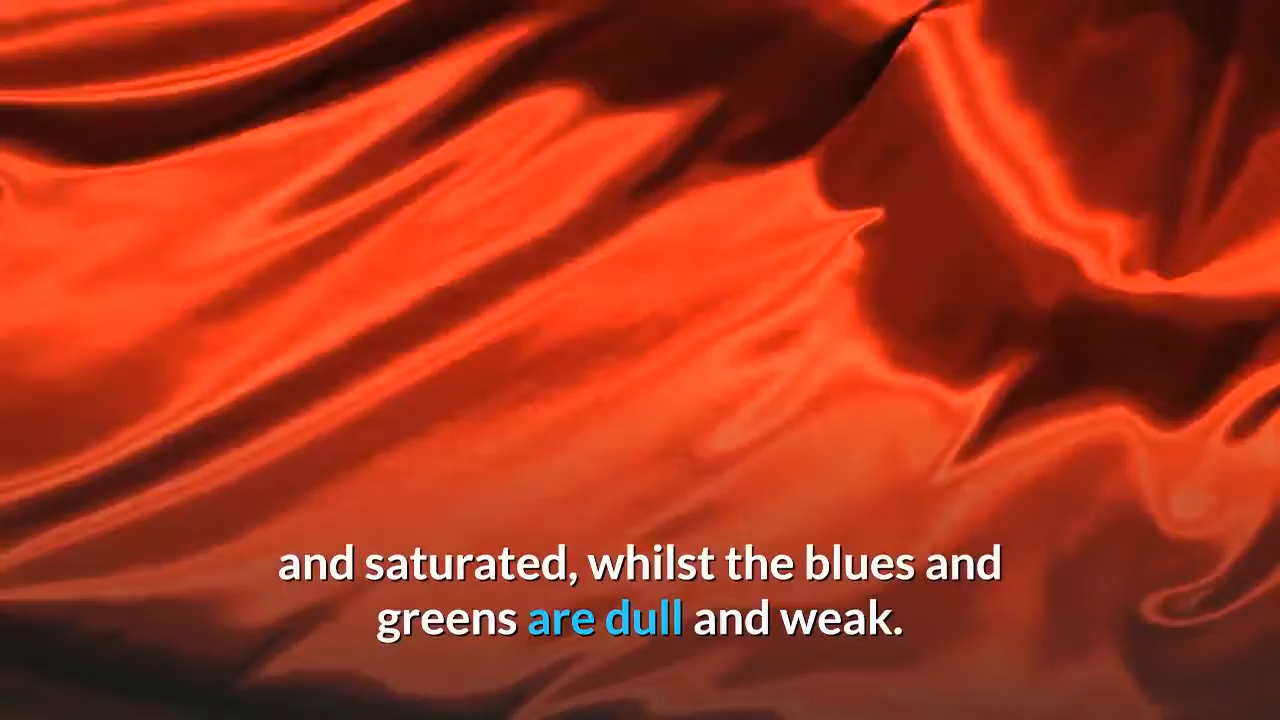 and saturated, whilst the blues and
greens are dull and weak.